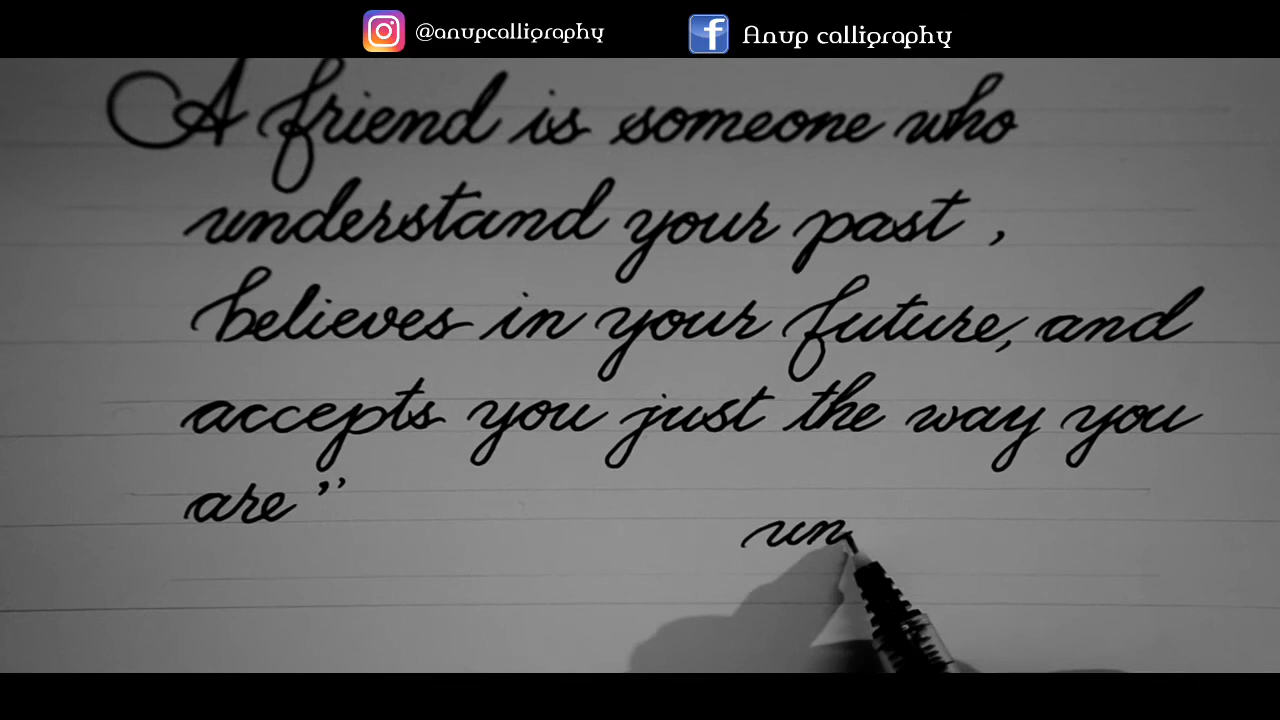 @anupcalligraphy Anup calligraphy
A friend is someone who
understand your past ,
believes in your future, and
accepts you just the way you
are”
un